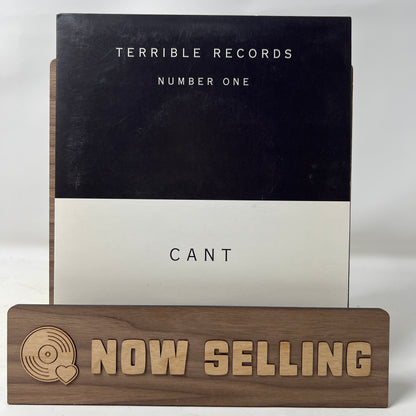 TERRIBLE RECORDS
NUMBER ONE
CANT
NOW SELLING